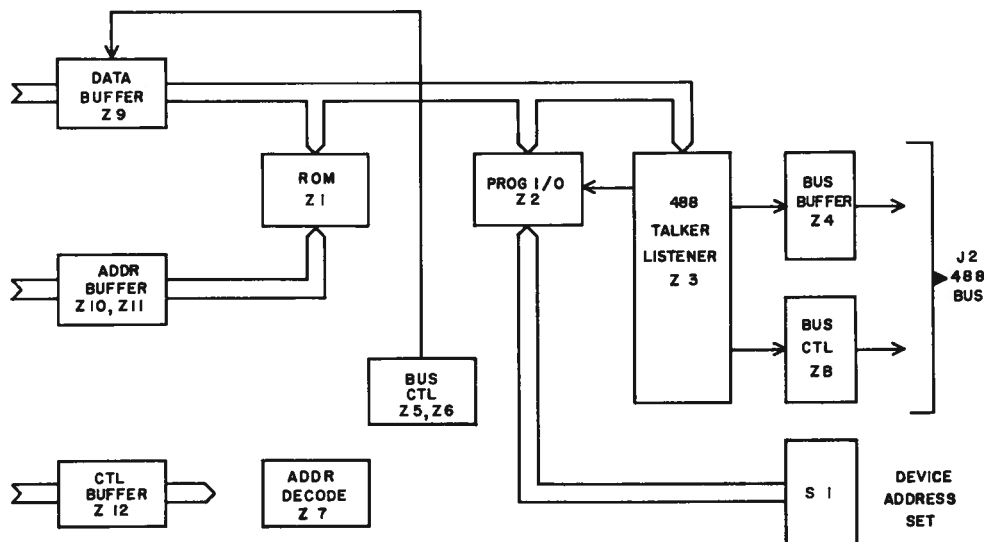 DATA
BUFFER
Z9
ROM
Z1
PROG I/O
Z2
488
TALKER
LISTENER
Z3
BUS
BUFFER
Z4
J2
488
BUS
ADDR
BUFFER
Z10, Z11
BUS
CTL
Z8
BUS
CTL
Z5, Z6
CTL
BUFFER
Z12
ADDR
DECODE
Z7
S1
DEVICE
ADDRESS
SET